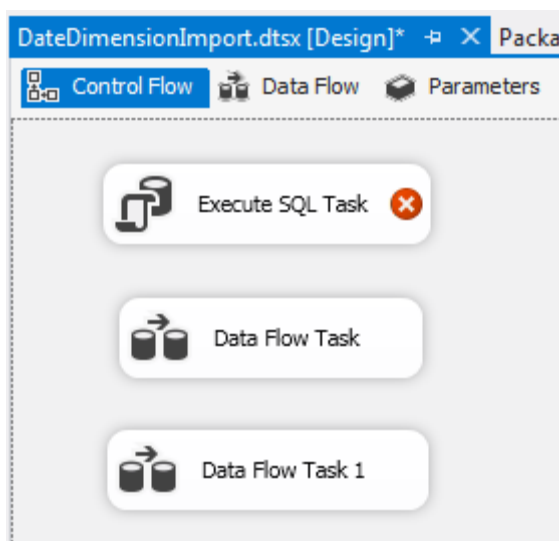 DateDimensionImport.dtsx [Design]* Packa
Control Flow Data Flow Parameters
Execute SQL Task
Data Flow Task
Data Flow Task 1